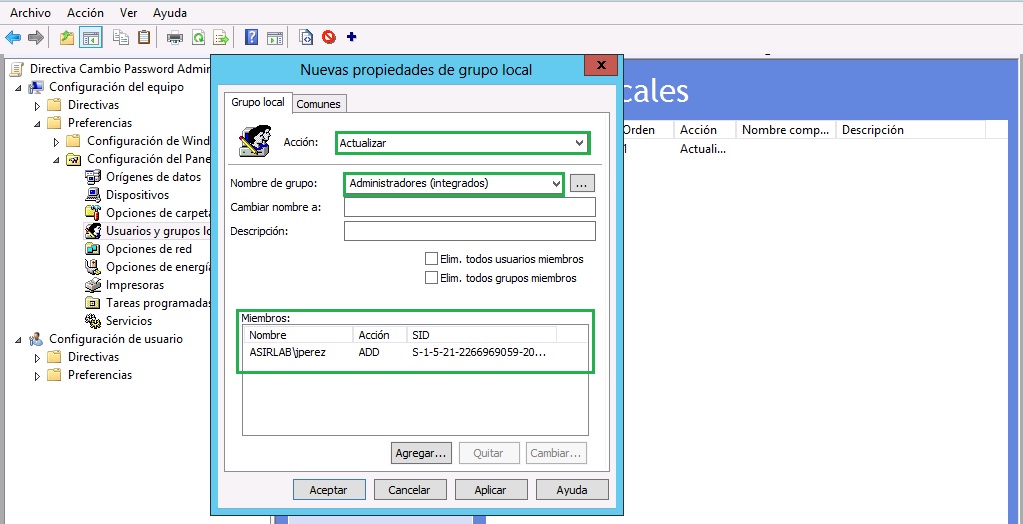 Archivo Acción Ver Ayuda
Directiva Cambio Password Admir
Configuración del equipo
Directivas
Preferencias
Configuración de Wind
Configuración del Pane
Orígenes de datos
Dispositivos
Opciones de carpeta
Usuarios y grupos lo
Opciones de red
Opciones de energía
Impresoras
Tareas programadas
Servicios
Configuración de usuario
Directivas
Preferencias
Nuevas propiedades de grupo local
x
Grupo local Comunes
Acción: Actualizar
Nombre de grupo: Administradores (integrados) ...
Cambiar nombre a:
Descripción:
Elim. todos usuarios miembros
Elim. todos grupos miembros
Miembros:
Nombre Acción SID
ASIRLAB\jperez ADD S-1-5-21-2266969059-20...
Agregar... Quitar Cambiar...
Aceptar Cancelar Aplicar Ayuda
cales
Orden Acción Nombre comp... Descripción
1 Actuali...